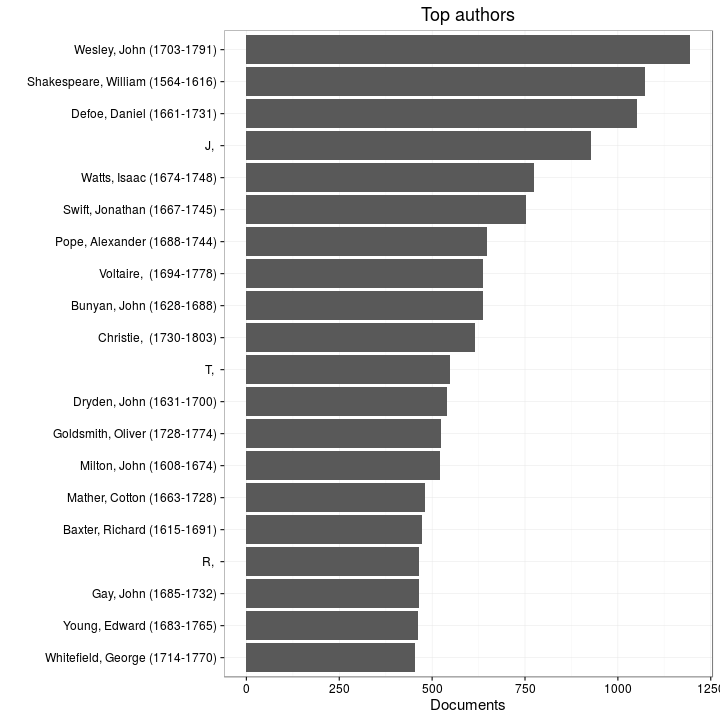 Top authors
Wesley, John (1703-1791)
Shakespeare, William (1564-1616)
Defoe, Daniel (1661-1731)
J,
Watts, Isaac (1674-1748)
Swift, Jonathan (1667-1745)
Pope, Alexander (1688-1744)
Voltaire,  (1694-1778)
Bunyan, John (1628-1688)
Christie,  (1730-1803)
T,
Dryden, John (1631-1700)
Goldsmith, Oliver (1728-1774)
Milton, John (1608-1674)
Mather, Cotton (1663-1728)
Baxter, Richard (1615-1691)
R,
Gay, John (1685-1732)
Young, Edward (1683-1765)
Whitefield, George (1714-1770)
0 250 500 750 1000 1250
Documents